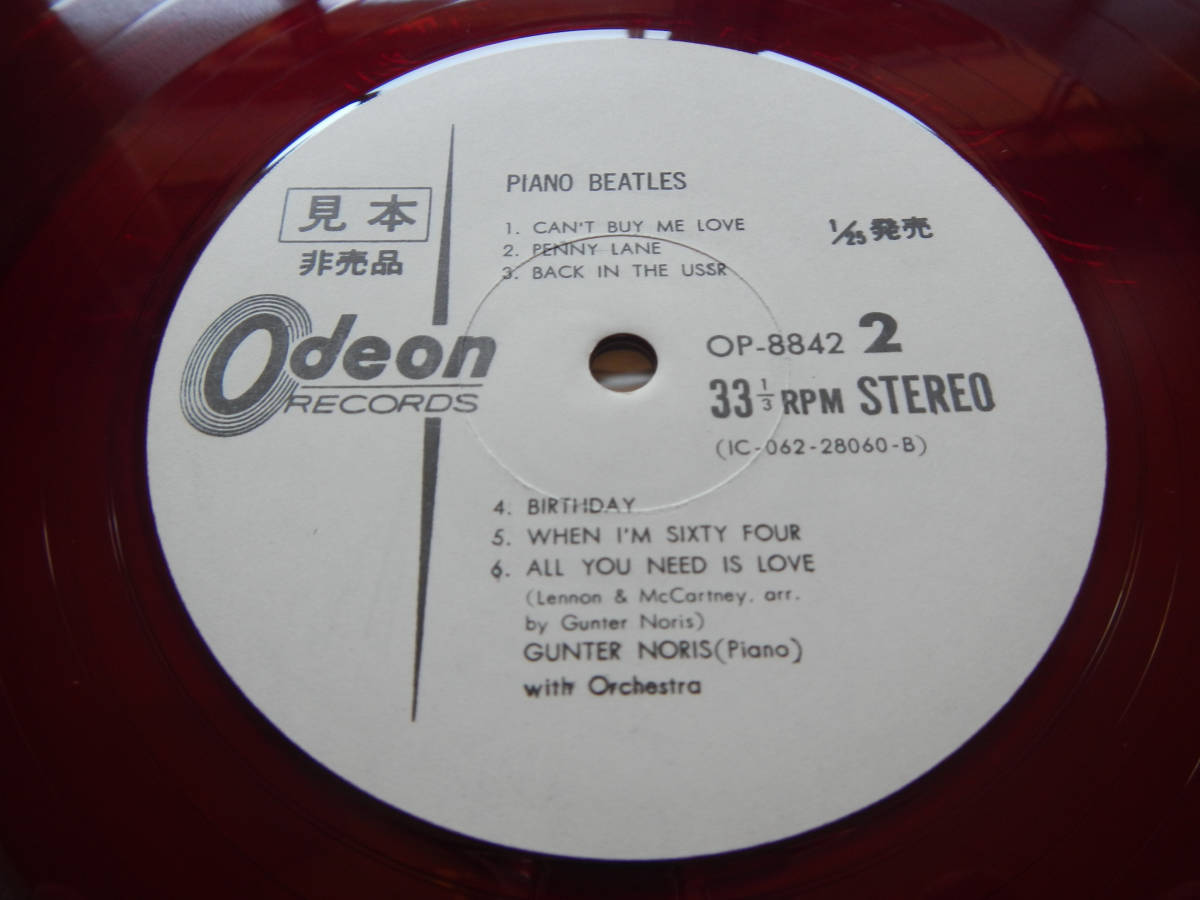 PIANO BEATLES
見本
非売品
1. CAN'T BUY ME LOVE
2. PENNY LANE
3. BACK IN THE USSR
1/25 発売
Odeon
RECORDS
OP-8842 2
33 1/3 RPM STEREO
(IC-062-28060-B)
4. BIRTHDAY
5. WHEN I'M SIXTY FOUR
6. ALL YOU NEED IS LOVE
(Lennon & McCartney, arr.
by Gunter Noris)
GUNTER NORIS(Piano)
with Orchestra